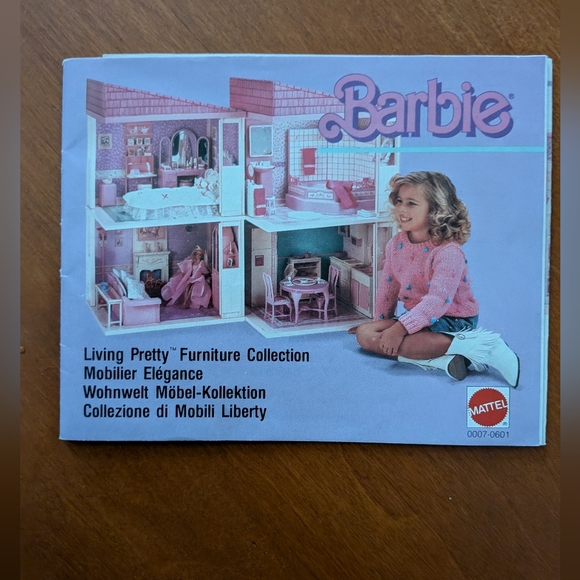 Barbie®
Living Pretty™ Furniture Collection
Mobilier Elégance
Wohnwelt Möbel-Kollektion
Collezione di Mobili Liberty
MATTEL
0007-0601